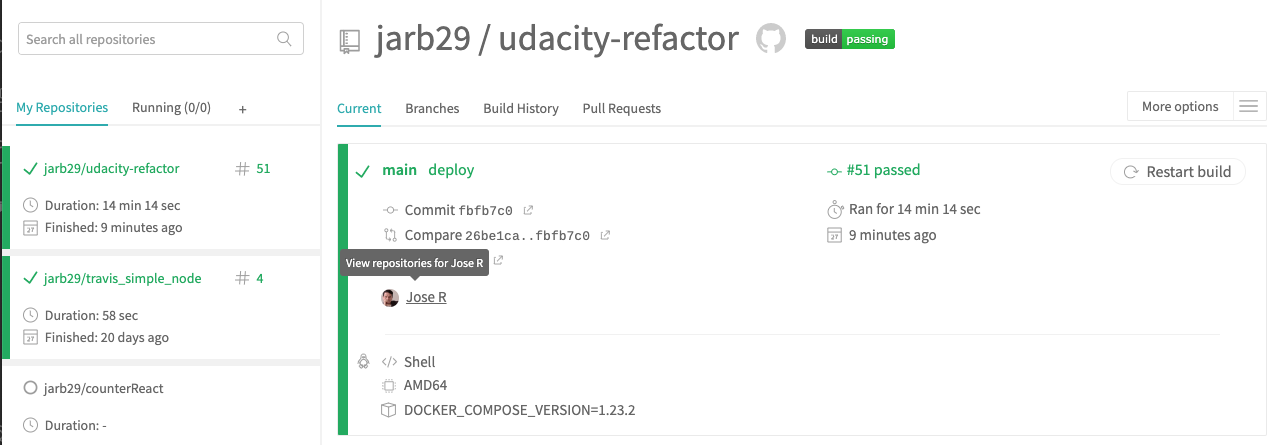 Search all repositories
My Repositories Running (0/0) +
jarb29/udacity-refactor # 51
Duration: 14 min 14 sec
Finished: 9 minutes ago
jarb29/travis_simple_node # 4
Duration: 58 sec
Finished: 20 days ago
jarb29/counterReact
Duration: -
jarb29 / udacity-refactor build passing
Current Branches Build History Pull Requests More options
main deploy #51 passed Restart build
Commit fbfb7c0 Ran for 14 min 14 sec
Compare 26be1ca..fbfb7c0 9 minutes ago
View repositories for Jose R
Jose R
Shell
AMD64
DOCKER_COMPOSE_VERSION=1.23.2